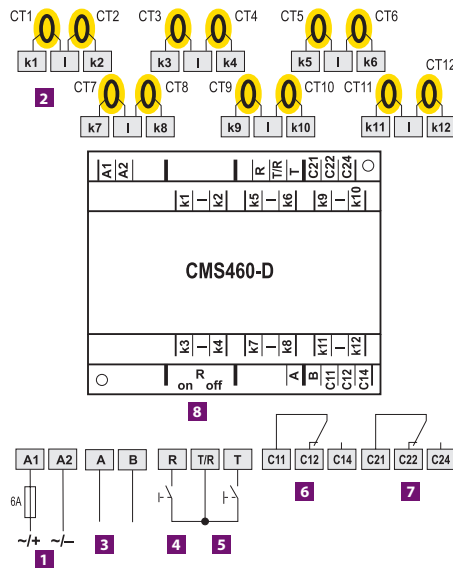 CT1 CT2 CT3 CT4 CT5 CT6
k1 I k2 k3 I k4 k5 I k6
2 CT7 CT8 CT9 CT10 CT11 CT12
k7 I k8 k9 I k10 k11 I k12
A1 A2 R T/R T C21 C22 C24
k1 I k2 k5 I k6 k9 I k10
CMS460-D
k3 I k4 k7 I k8 k11 I k12
R
on off A B C11 C12 C14
8
A1 A2 A B R T/R T C11 C12 C14 C21 C22 C24
6A
6 7
~/+ ~/–
1 3 4 5